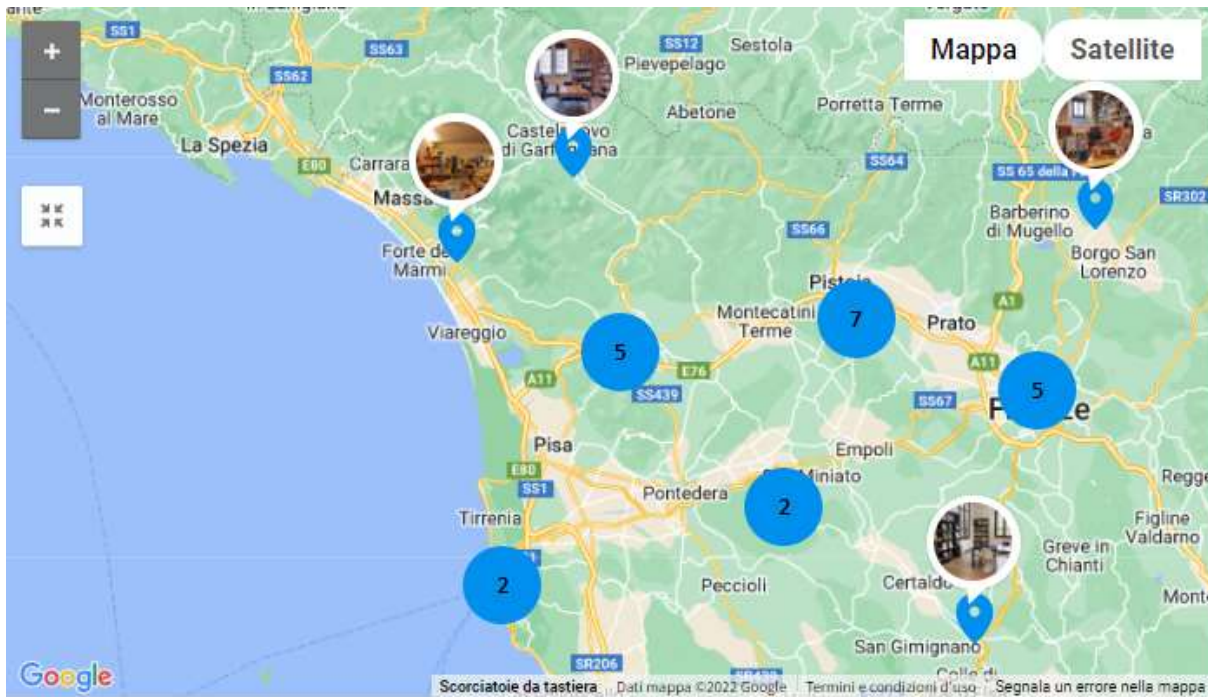 SS1
SS12
Sestola
Mappa
Satellite
+
SS63
Pievepelago
SS62
−
Monterosso
al Mare
Abetone
Porretta Terme
La Spezia
Carrara
di
SS64
E80
SS 65 della
Massa
SR302
Barberino
di Mugello
SS66
Forte de
Marmi
Borgo San
Lorenzo
A1
7
Montecatini
Terme
Prato
Viareggio
5
A11
E76
A11
5
SS439
SS67
Pisa
Empoli
E80
SS1
Pontedera
Miniato
2
Tirrenia
Figline
Valdarno
Greve in
Chianti
2
Peccioli
Certaldo
San Gimignano
SR206
Google
Scorciatoie da tastiera
Dati mappa ©2022 Google
Termini e condizioni d'uso
Segnala un errore nella mappa